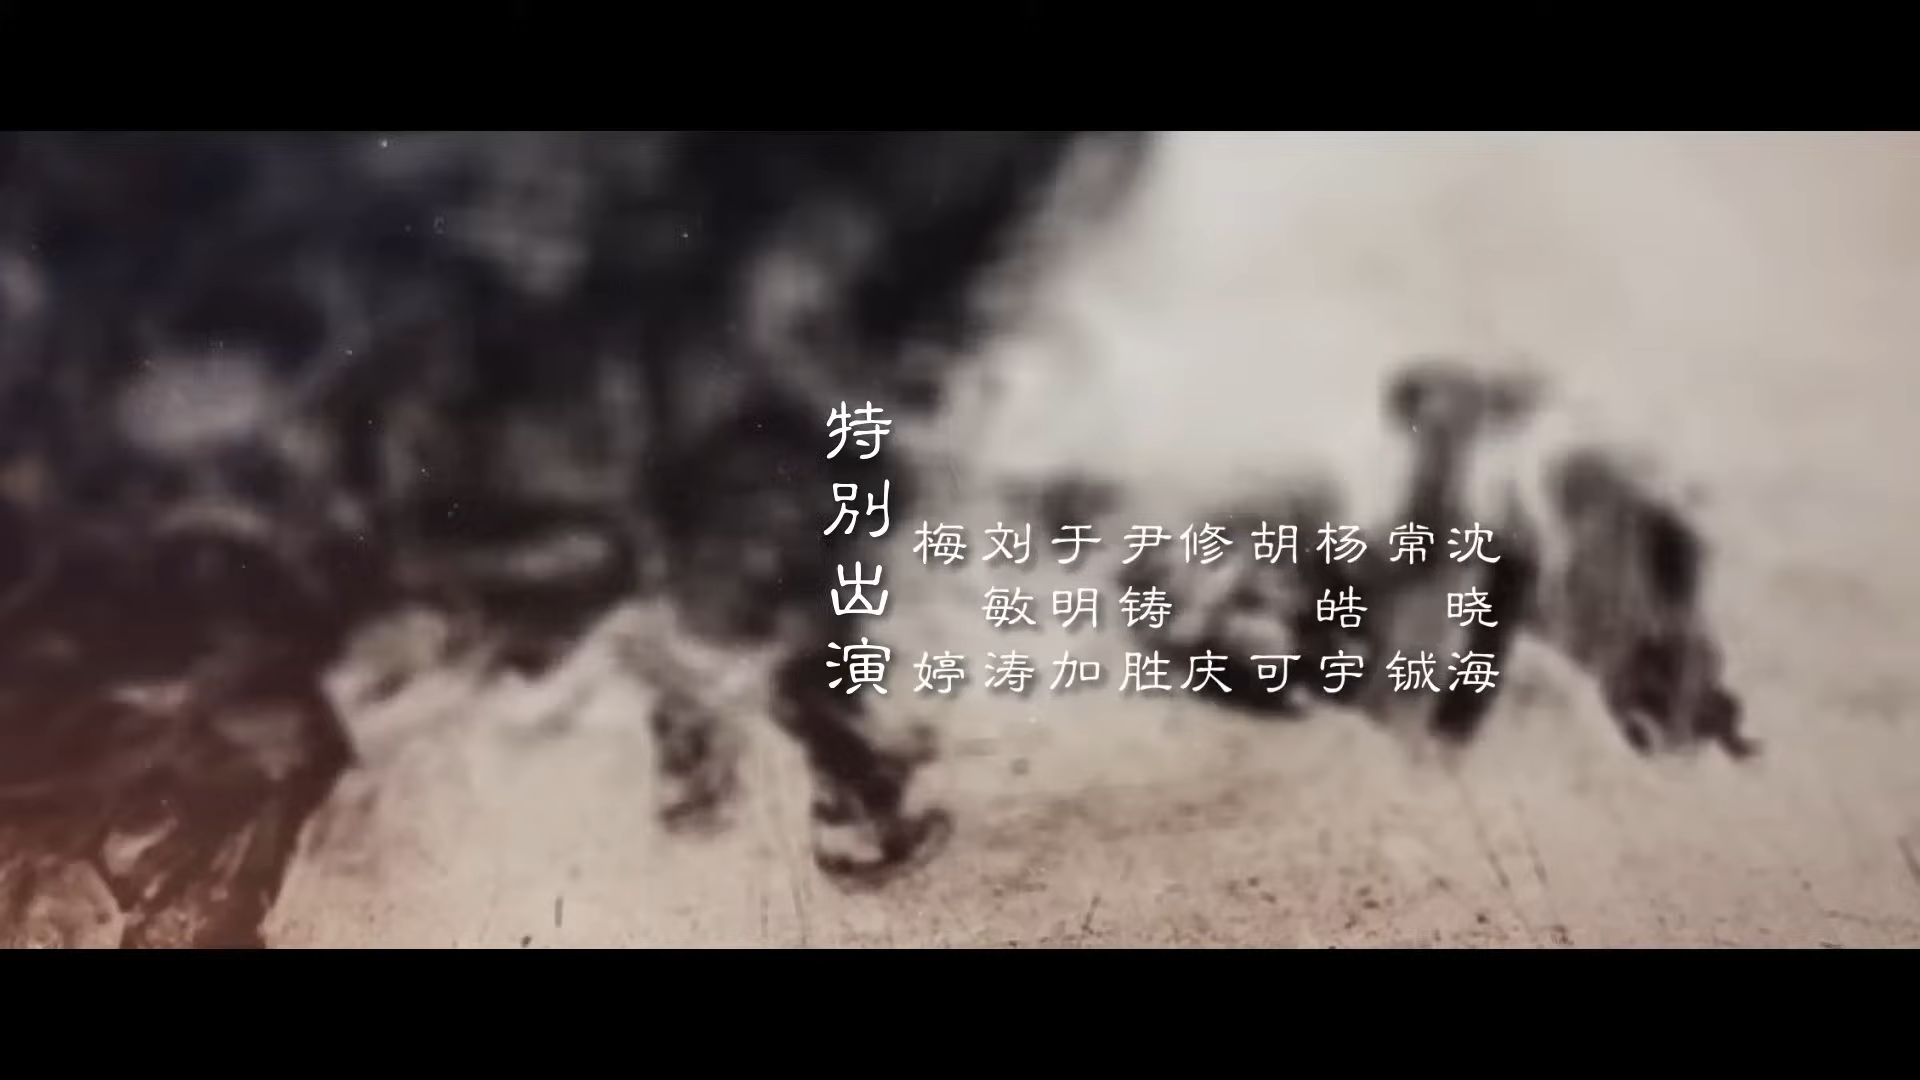 特別出演
梅婷
刘敏涛
于明加
尹铸胜
修庆
胡可
杨皓宇
常铖
沈晓海